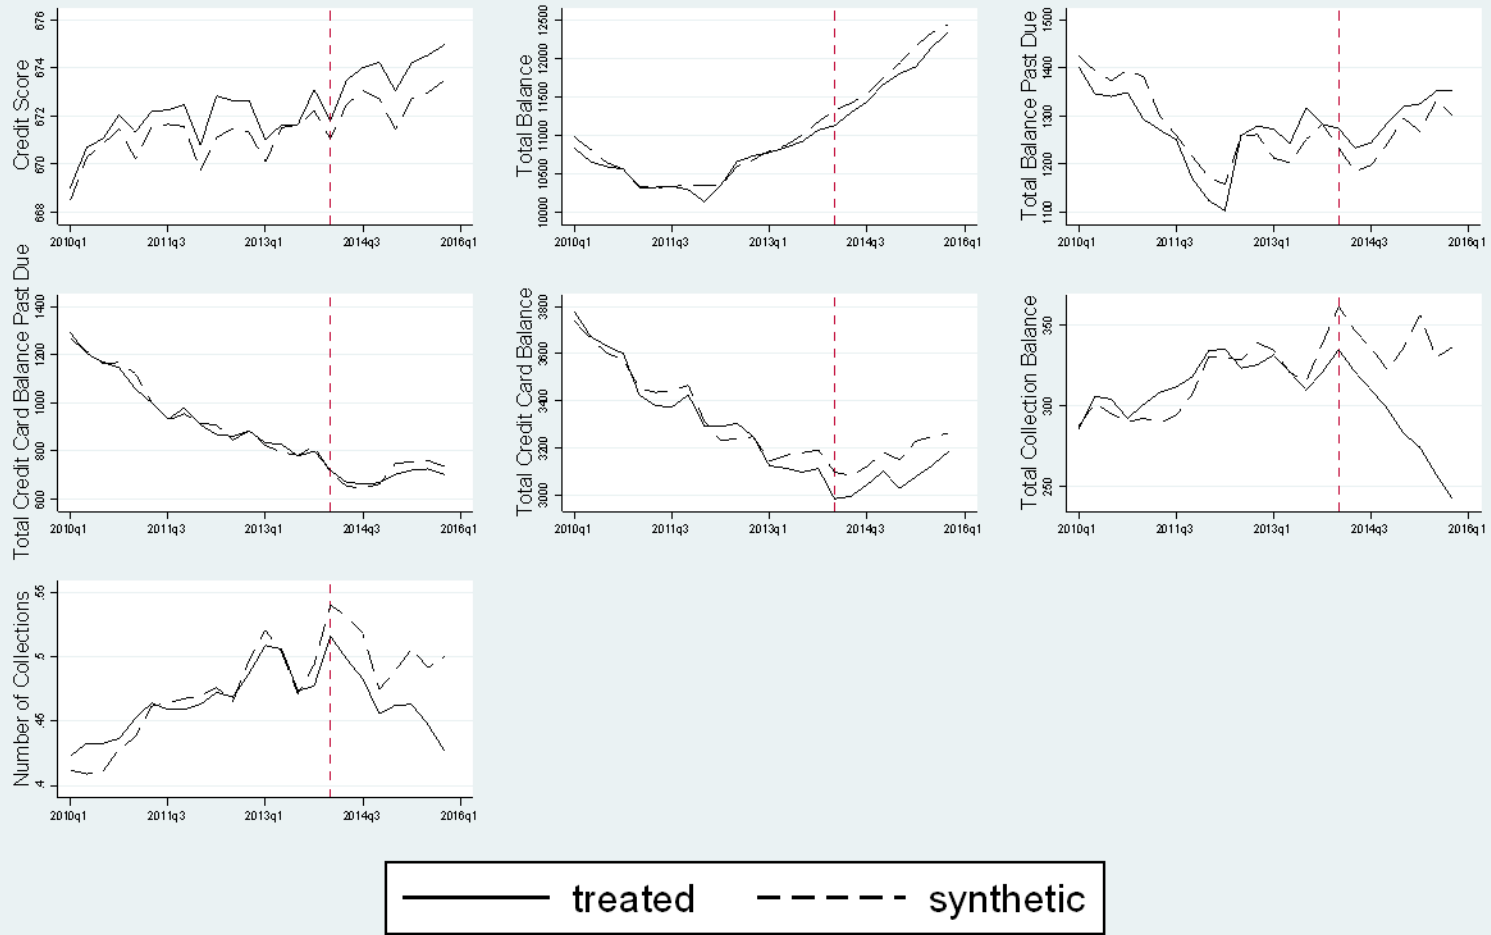 Credit Score
676
674
672
670
668
2010q1 2011q3 2013q1 2014q3 2016q1
Total Balance
12500
12000
11500
11000
10500
10000
2010q1 2011q3 2013q1 2014q3 2016q1
Total Balance Past Due
1500
1400
1300
1200
1100
2010q1 2011q3 2013q1 2014q3 2016q1
Total Credit Card Balance Past Due
1400
1200
1000
800
600
2010q1 2011q3 2013q1 2014q3 2016q1
Total Credit Card Balance
3800
3600
3400
3200
3000
2010q1 2011q3 2013q1 2014q3 2016q1
Total Collection Balance
350
300
250
2010q1 2011q3 2013q1 2014q3 2016q1
Number of Collections
.55
.5
.45
.4
2010q1 2011q3 2013q1 2014q3 2016q1
treated synthetic